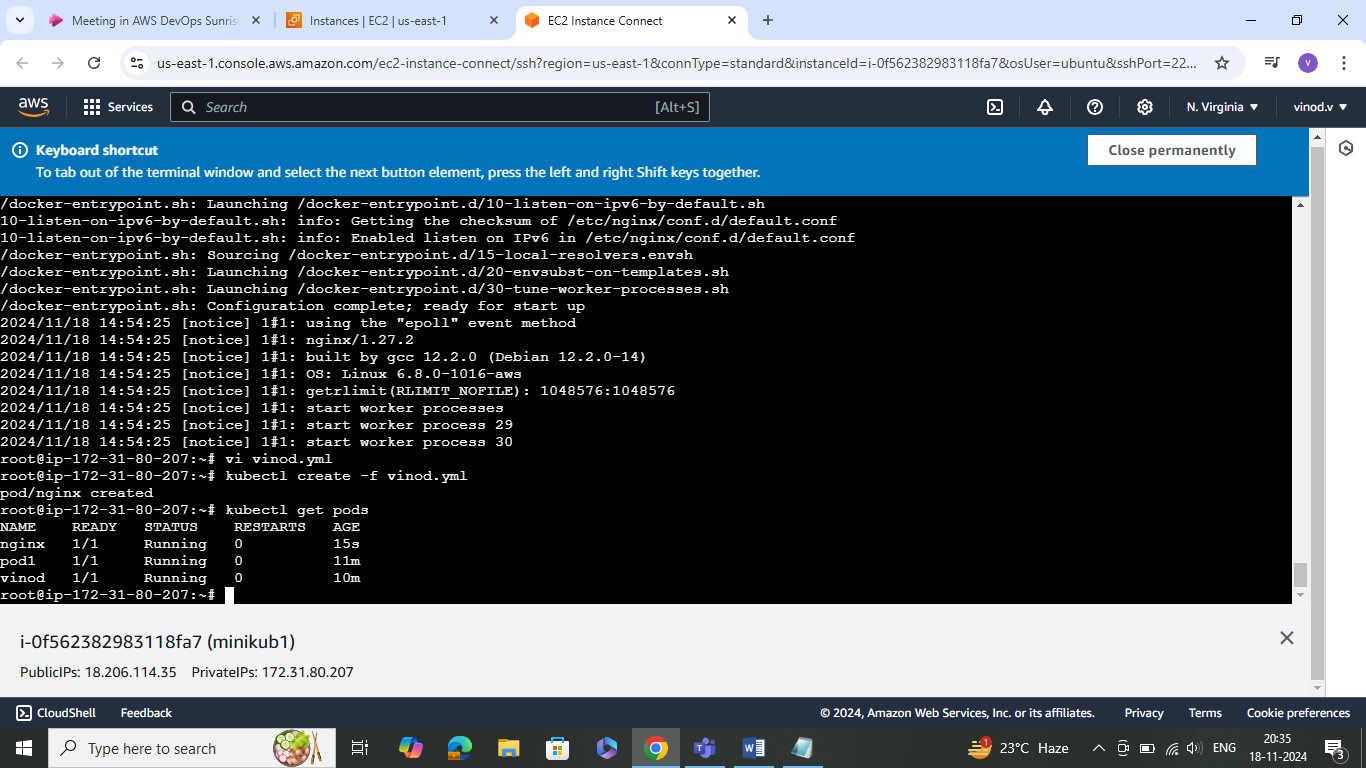 Meeting in AWS DevOps Sunris
Instances | EC2 | us-east-1
EC2 Instance Connect
us-east-1.console.aws.amazon.com/ec2-instance-connect/ssh?region=us-east-1&connType=standard&instanceId=i-0f562382983118fa7&osUser=ubuntu&sshPort=22...
V
aws
Services
Search
[Alt+S]
N. Virginia
vinod.v
Keyboard shortcut
Close permanently
To tab out of the terminal window and select the next button element, press the left and right Shift keys together.
/docker-entrypoint.sh: Launching /docker-entrypoint.d/10-listen-on-ipv6-by-default.sh
10-listen-on-ipv6-by-default.sh: info: Getting the checksum of /etc/nginx/conf.d/default.conf
10-listen-on-ipv6-by-default.sh: info: Enabled listen on IPv6 in /etc/nginx/conf.d/default.conf
/docker-entrypoint.sh: Sourcing /docker-entrypoint.d/15-local-resolvers.envsh
/docker-entrypoint.sh: Launching /docker-entrypoint.d/20-envsubst-on-templates.sh
/docker-entrypoint.sh: Launching /docker-entrypoint.d/30-tune-worker-processes.sh
/docker-entrypoint.sh: Configuration complete; ready for start up
2024/11/18 14:54:25 [notice] 1#1: using the "epoll" event method
2024/11/18 14:54:25 [notice] 1#1: nginx/1.27.2
2024/11/18 14:54:25 [notice] 1#1: built by gcc 12.2.0 (Debian 12.2.0-14)
2024/11/18 14:54:25 [notice] 1#1: OS: Linux 6.8.0-1016-aws
2024/11/18 14:54:25 [notice] 1#1: getrlimit(RLIMIT_NOFILE): 1048576:1048576
2024/11/18 14:54:25 [notice] 1#1: start worker processes
2024/11/18 14:54:25 [notice] 1#1: start worker process 29
2024/11/18 14:54:25 [notice] 1#1: start worker process 30
root@ip-172-31-80-207:~# vi vinod.yml
root@ip-172-31-80-207:~# kubectl create -f vinod.yml
pod/nginx created
root@ip-172-31-80-207:~# kubectl get pods
NAME READY STATUS RESTARTS AGE
nginx 1/1 Running 0 15s
pod1 1/1 Running 0 11m
vinod 1/1 Running 0 10m
root@ip-172-31-80-207:~#
i-0f562382983118fa7 (minikub1)
PublicIPs: 18.206.114.35 PrivateIPs: 172.31.80.207
CloudShell
Feedback
© 2024, Amazon Web Services, Inc. or its affiliates.
Privacy
Terms
Cookie preferences
Type here to search
1
23°C Haze
ENG
20:35
18-11-2024
3